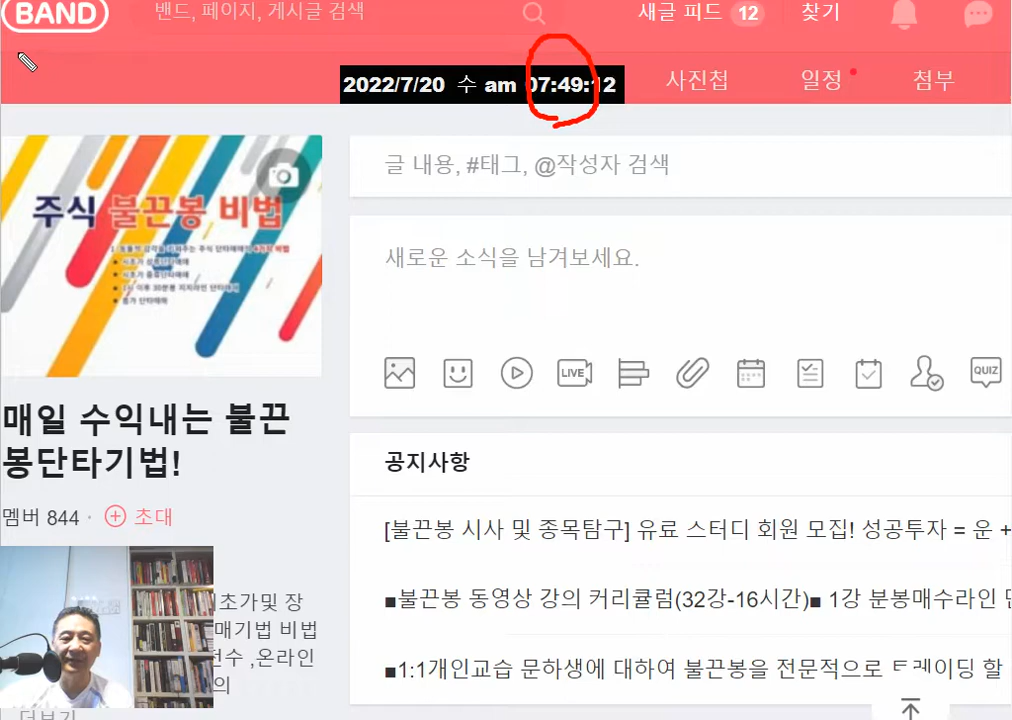 BAND
밴드, 페이지, 게시글 검색
새글 피드 12
찾기
2022/7/20 수 am 07:49:12
사진첩
일정
첨부
주식 불끈봉 비법
글 내용, #태그, @작성자 검색
새로운 소식을 남겨보세요.
LIVE
QUIZ
매일 수익내는 불끈
봉단타기법!
멤버 844 · 초대
초가및 장
매기법 비법
전수 ,온라인
의
더보기
공지사항
[불끈봉 시사 및 종목탐구] 유료 스터디 회원 모집! 성공투자 = 운 +
■불끈봉 동영상 강의 커리큘럼(32강-16시간)■ 1강 분봉매수라인
■1:1개인교습 문하생에 대하여 불끈봉을 전문적으로 트레이딩 할